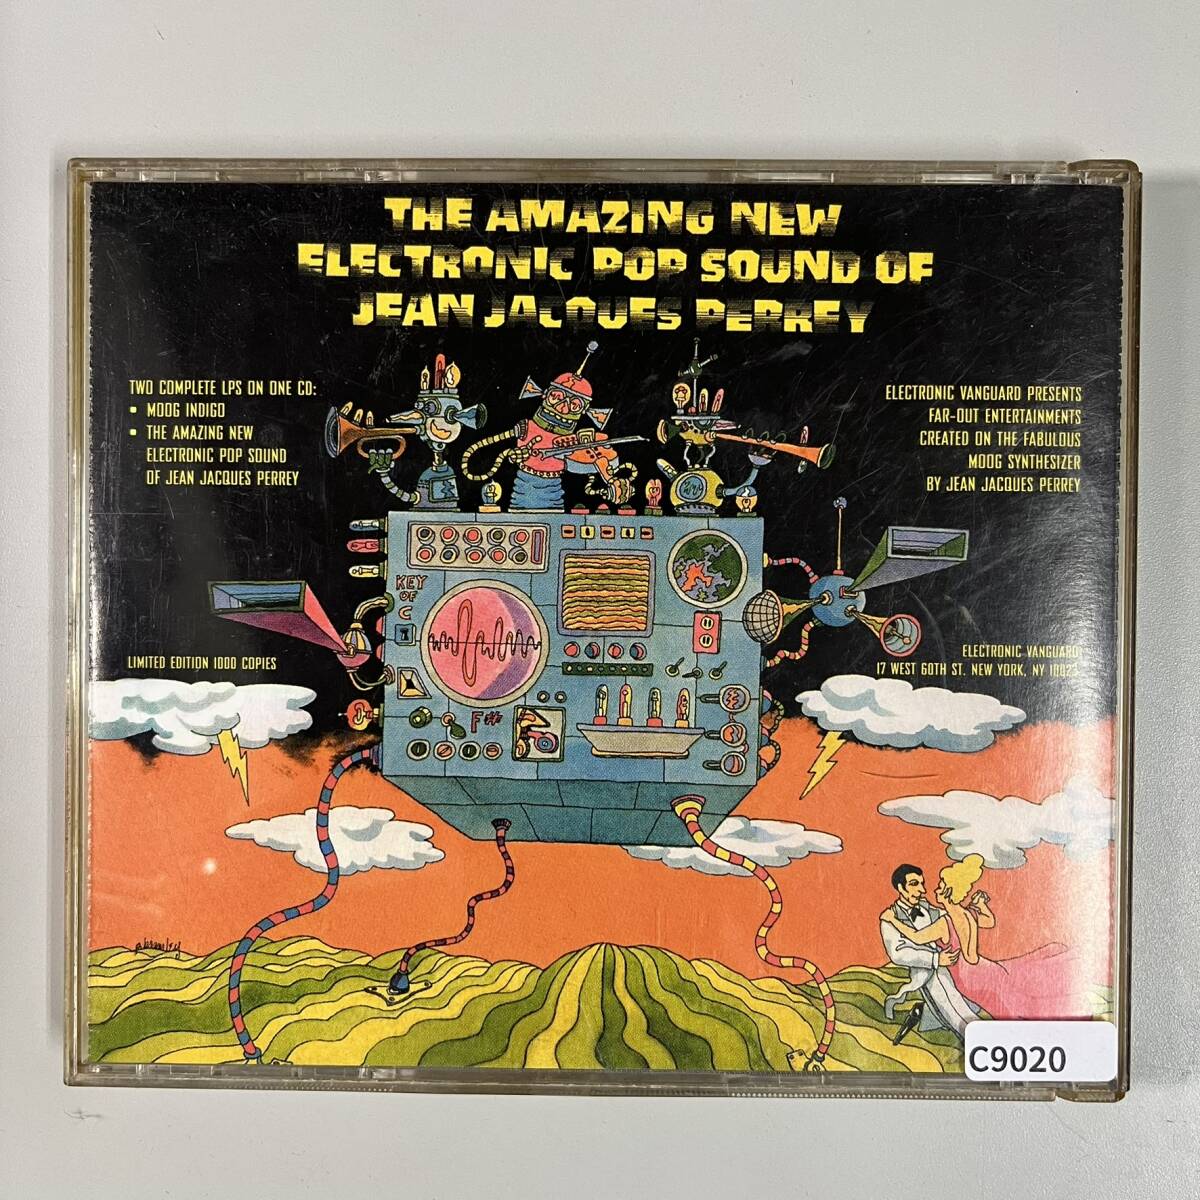 THE AMAZING NEW
ELECTRONIC POP SOUND OF
JEAN JACQUES PERREY
TWO COMPLETE LPS ON ONE CD:
• MOOG INDIGO
• THE AMAZING NEW
ELECTRONIC POP SOUND
OF JEAN JACQUES PERREY
ELECTRONIC VANGUARD PRESENTS
FAR-OUT ENTERTAINMENTS
CREATED ON THE FABULOUS
MOOG SYNTHESIZER
BY JEAN JACQUES PERREY
KEY
OF
C
F#
LIMITED EDITION 1000 COPIES
ELECTRONIC VANGUARD
17 WEST 60TH ST. NEW YORK, NY 10023
C9020